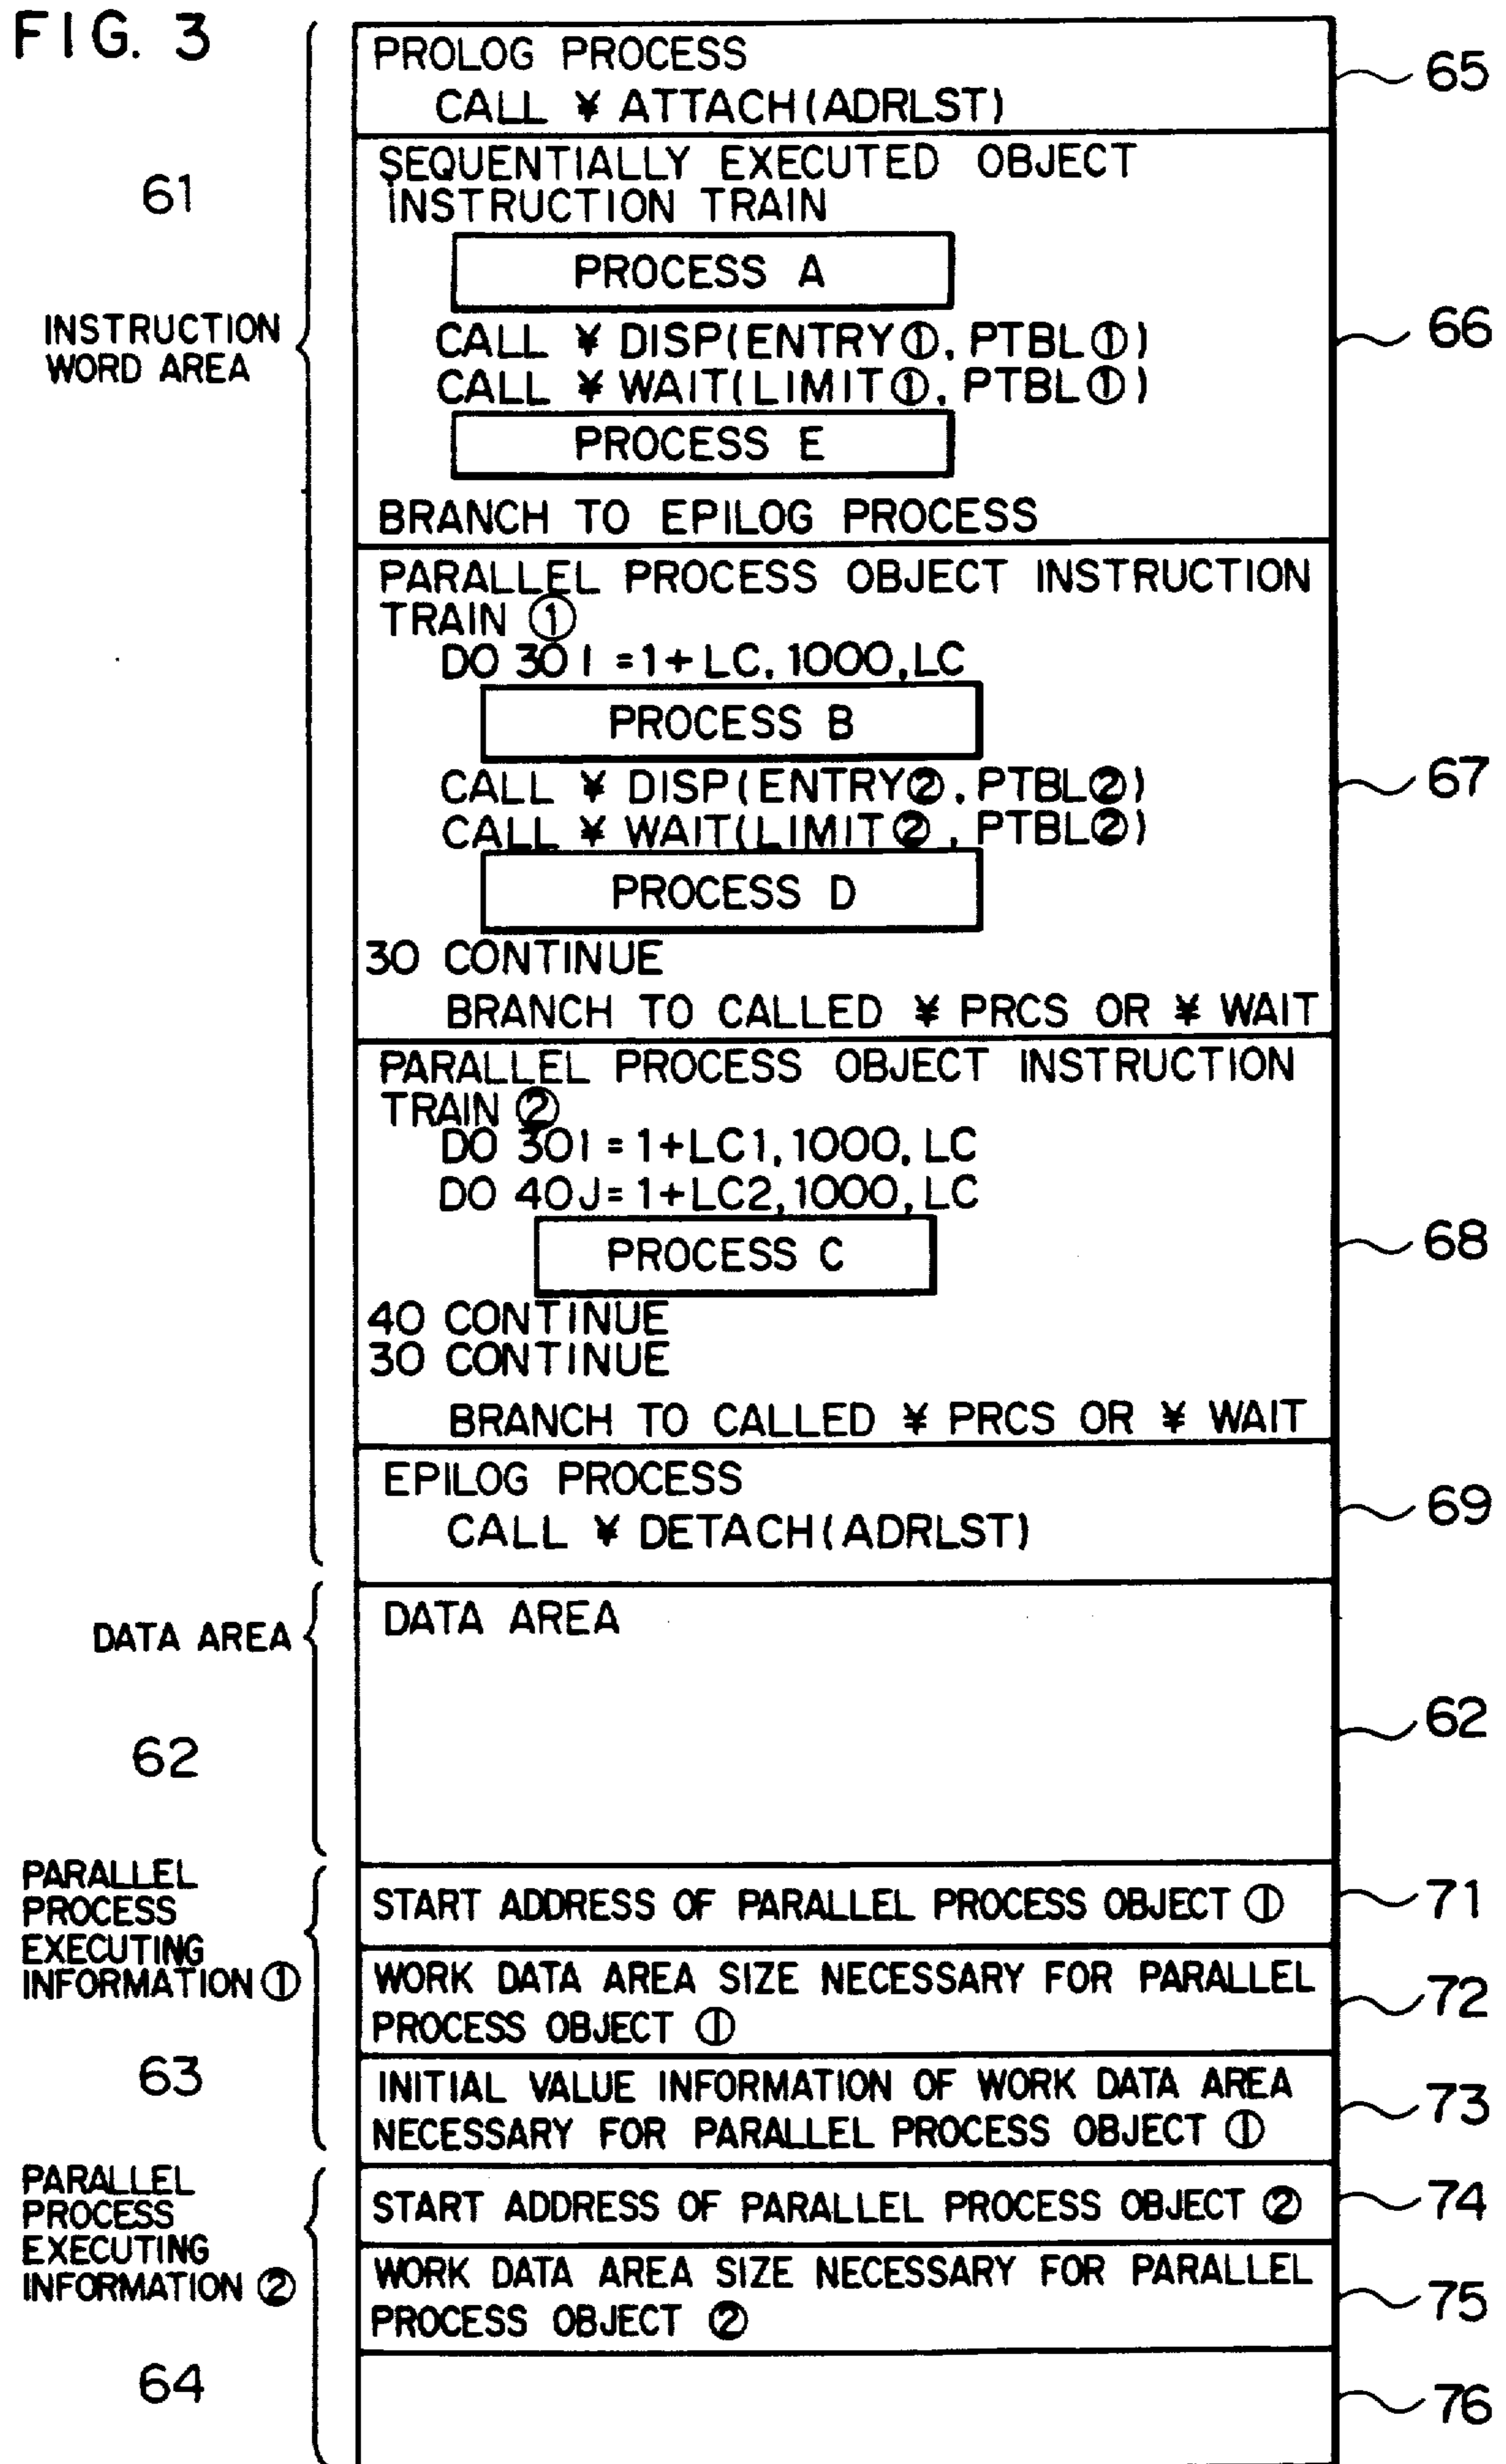 FIG. 3
PROLOG PROCESS
CALL ¥ ATTACH(ADRLST)
65
SEQUENTIALLY EXECUTED OBJECT
INSTRUCTION TRAIN
61
PROCESS A
INSTRUCTION
WORD AREA
CALL ¥ DISP(ENTRY①, PTBL①)
66
CALL ¥ WAIT(LIMIT①, PTBL①)
PROCESS E
BRANCH TO EPILOG PROCESS
PARALLEL PROCESS OBJECT INSTRUCTION
TRAIN ①
DO 30 I = 1 + LC, 1000, LC
PROCESS B
CALL ¥ DISP(ENTRY②, PTBL②)
67
CALL ¥ WAIT(LIMIT②, PTBL②)
PROCESS D
30 CONTINUE
BRANCH TO CALLED ¥ PRCS OR ¥ WAIT
PARALLEL PROCESS OBJECT INSTRUCTION
TRAIN ②
DO 30I = 1+LC1, 1000, LC
DO 40J = 1+LC2, 1000, LC
PROCESS C
68
40 CONTINUE
30 CONTINUE
BRANCH TO CALLED ¥ PRCS OR ¥ WAIT
EPILOG PROCESS
CALL ¥ DETACH(ADRLST)
69
DATA AREA
DATA AREA
62
62
PARALLEL
PROCESS
EXECUTING
INFORMATION ①
63
START ADDRESS OF PARALLEL PROCESS OBJECT ①
71
WORK DATA AREA SIZE NECESSARY FOR PARALLEL
PROCESS OBJECT ①
72
INITIAL VALUE INFORMATION OF WORK DATA AREA
NECESSARY FOR PARALLEL PROCESS OBJECT ①
73
PARALLEL
PROCESS
EXECUTING
INFORMATION ②
64
START ADDRESS OF PARALLEL PROCESS OBJECT ②
74
WORK DATA AREA SIZE NECESSARY FOR PARALLEL
PROCESS OBJECT ②
75
76